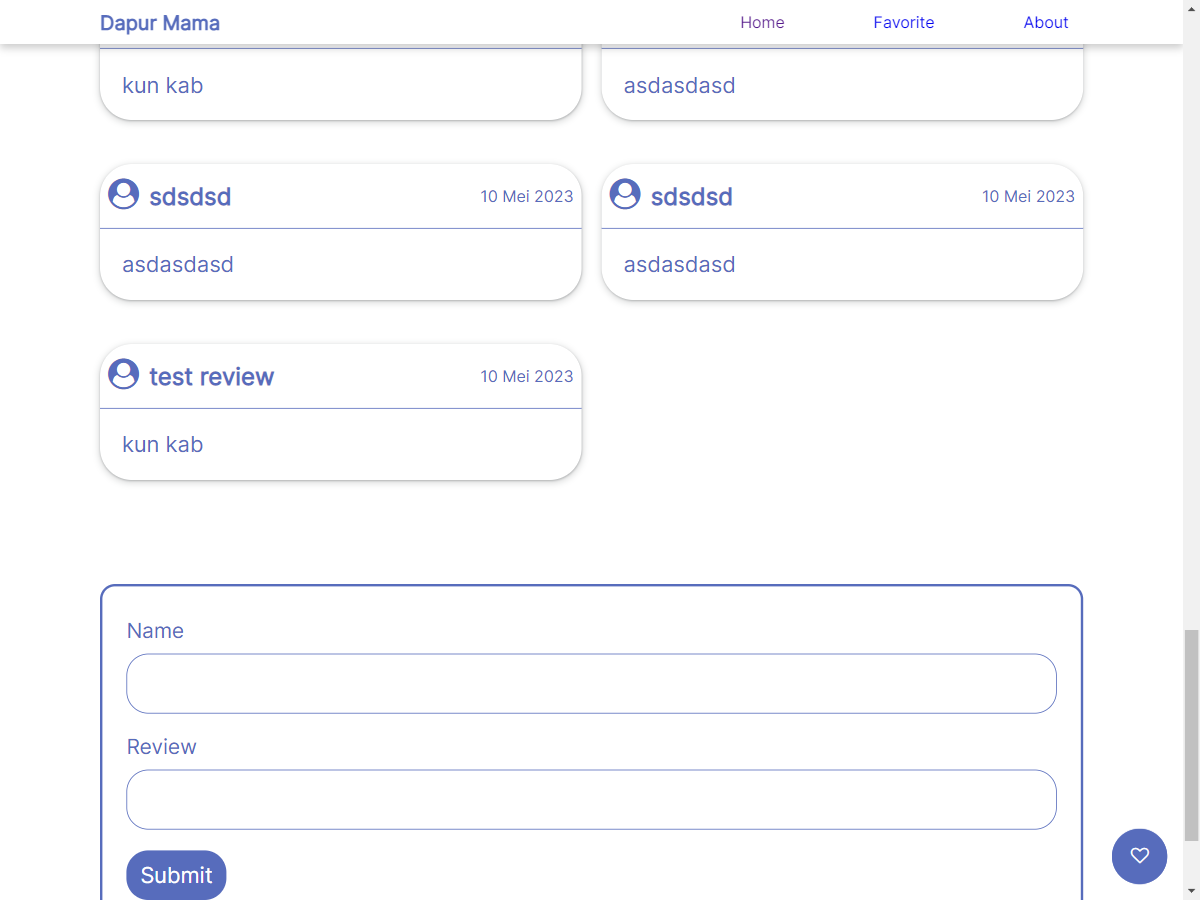 Dapur Mama Home Favorite About
kun kab asdasdasd
sdsdsd 10 Mei 2023 sdsdsd 10 Mei 2023
asdasdasd asdasdasd
test review 10 Mei 2023
kun kab
Name
Review
Submit